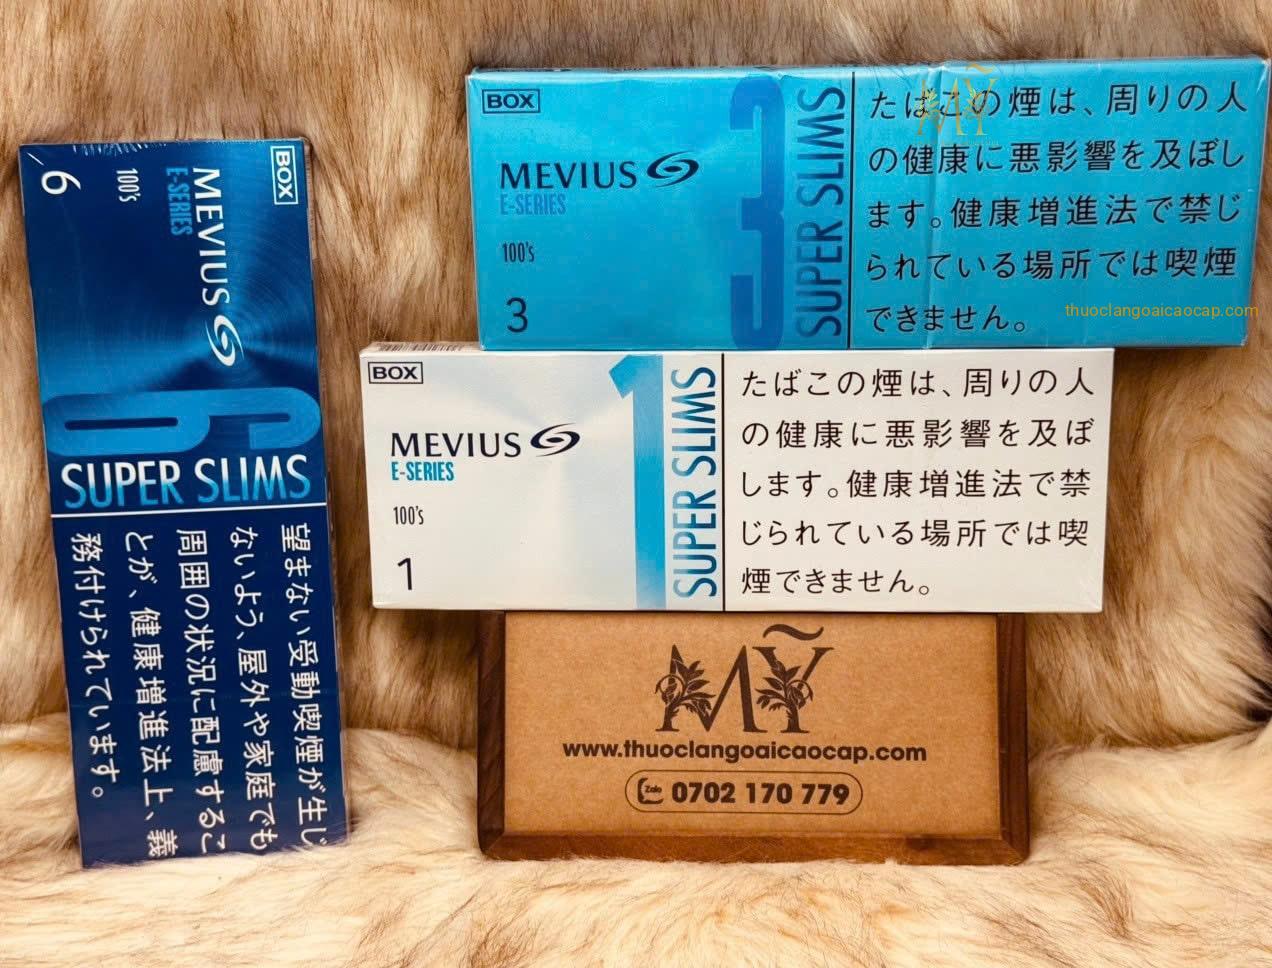 BOX
MEVIUS
E-SERIES
100's
6
6
SUPER SLIMS
望まない受動喫煙が生じ
ないよう、屋外や家庭でも
周囲の状況に配慮するこ
とが、健康増進法上、義
務付けられています。
BOX
MEVIUS
E-SERIES
100's
3
3
SUPER SLIMS
たばこの煙は、周りの人
の健康に悪影響を及ぼし
ます。健康増進法で禁じ
られている場所では喫煙
できません。
MỸ
thuoclangoaicaocap.com
BOX
MEVIUS
E-SERIES
100's
1
1
SUPER SLIMS
たばこの煙は、周りの人
の健康に悪影響を及ぼ
します。健康増進法で禁
じられている場所では喫
煙できません。
MỸ
www.thuoclangoaicaocap.com
Zalo 0702 170 779